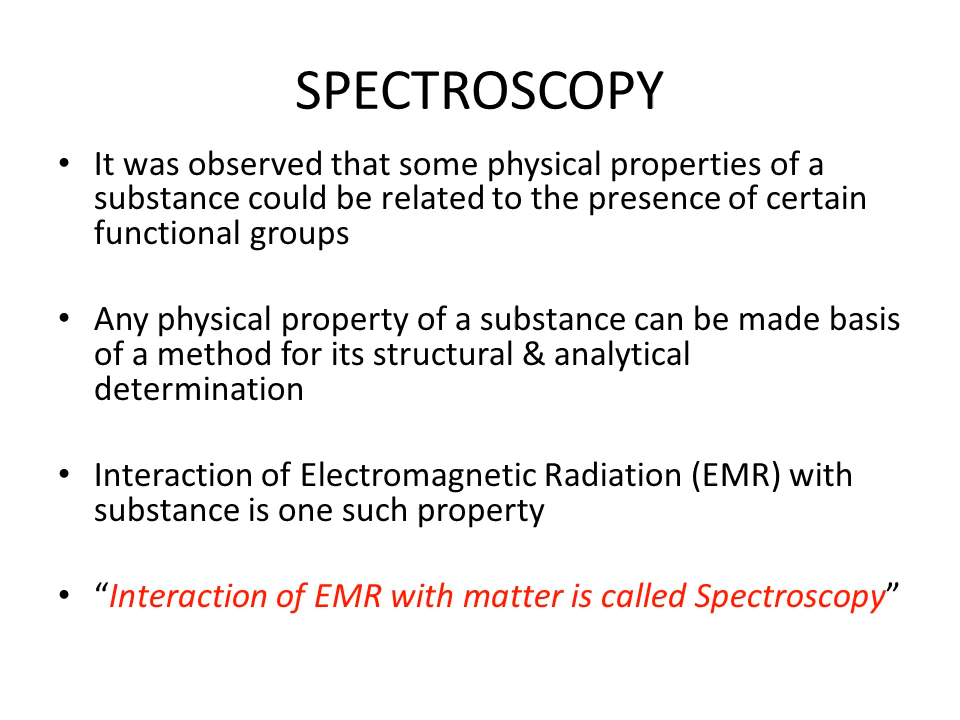 SPECTROSCOPY
• It was observed that some physical properties of a
substance could be related to the presence of certain
functional groups
• Any physical property of a substance can be made basis
of a method for its structural & analytical
determination
• Interaction of Electromagnetic Radiation (EMR) with
substance is one such property
• “Interaction of EMR with matter is called Spectroscopy”